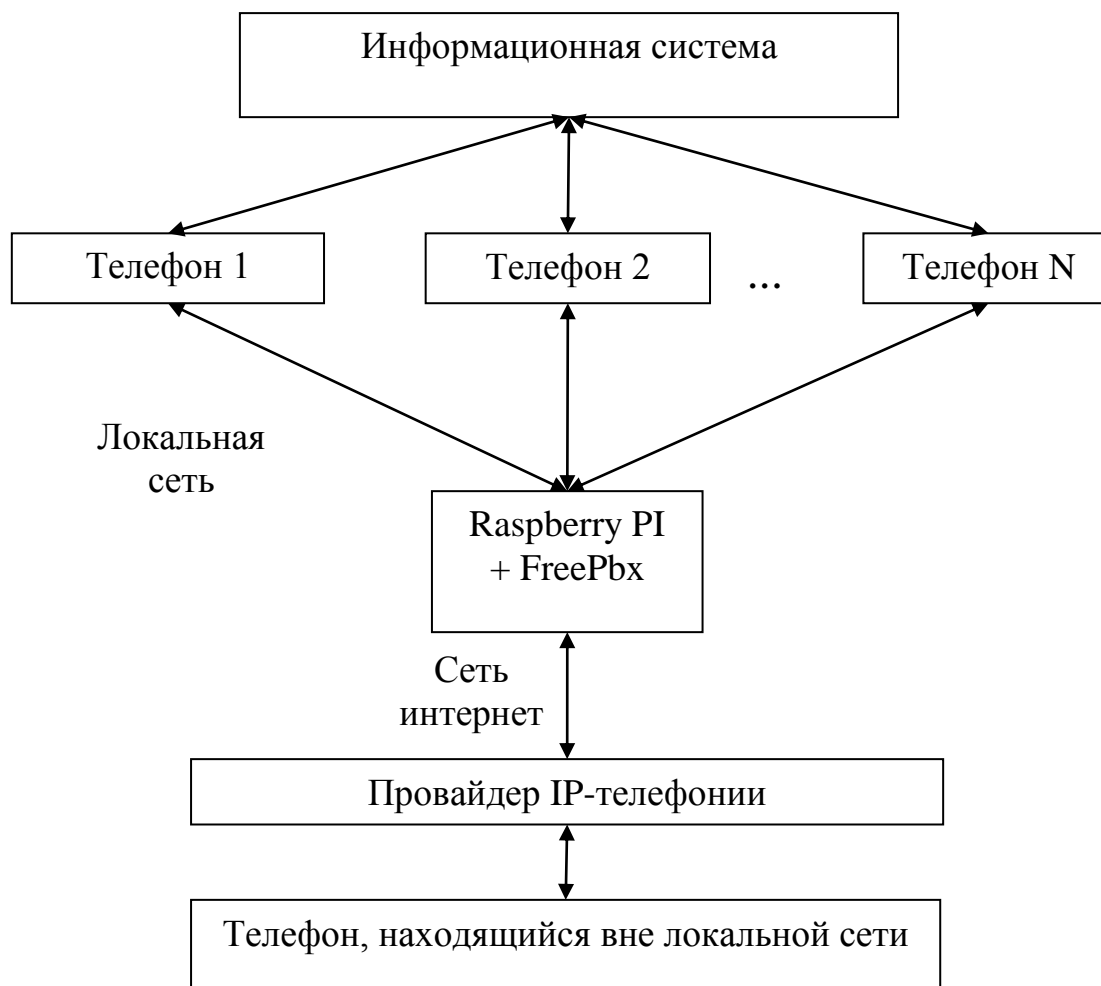 Информационная система
Телефон 1
Телефон 2
...
Телефон N
Локальная
сеть
Raspberry PI
+ FreePbx
Сеть
интернет
Провайдер IP-телефонии
Телефон, находящийся вне локальной сети